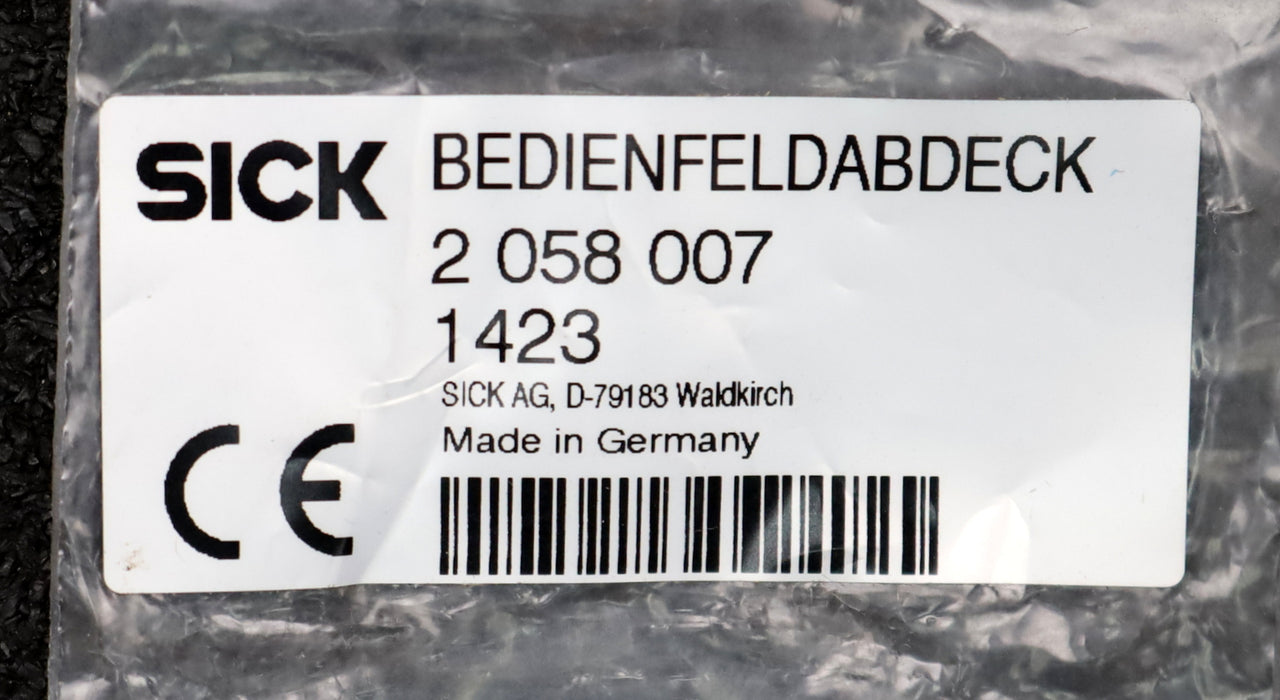 SICK
BEDIENFELDABDECK
2 058 007
1423
SICK AG, D-79183 Waldkirch
Made in Germany
CE